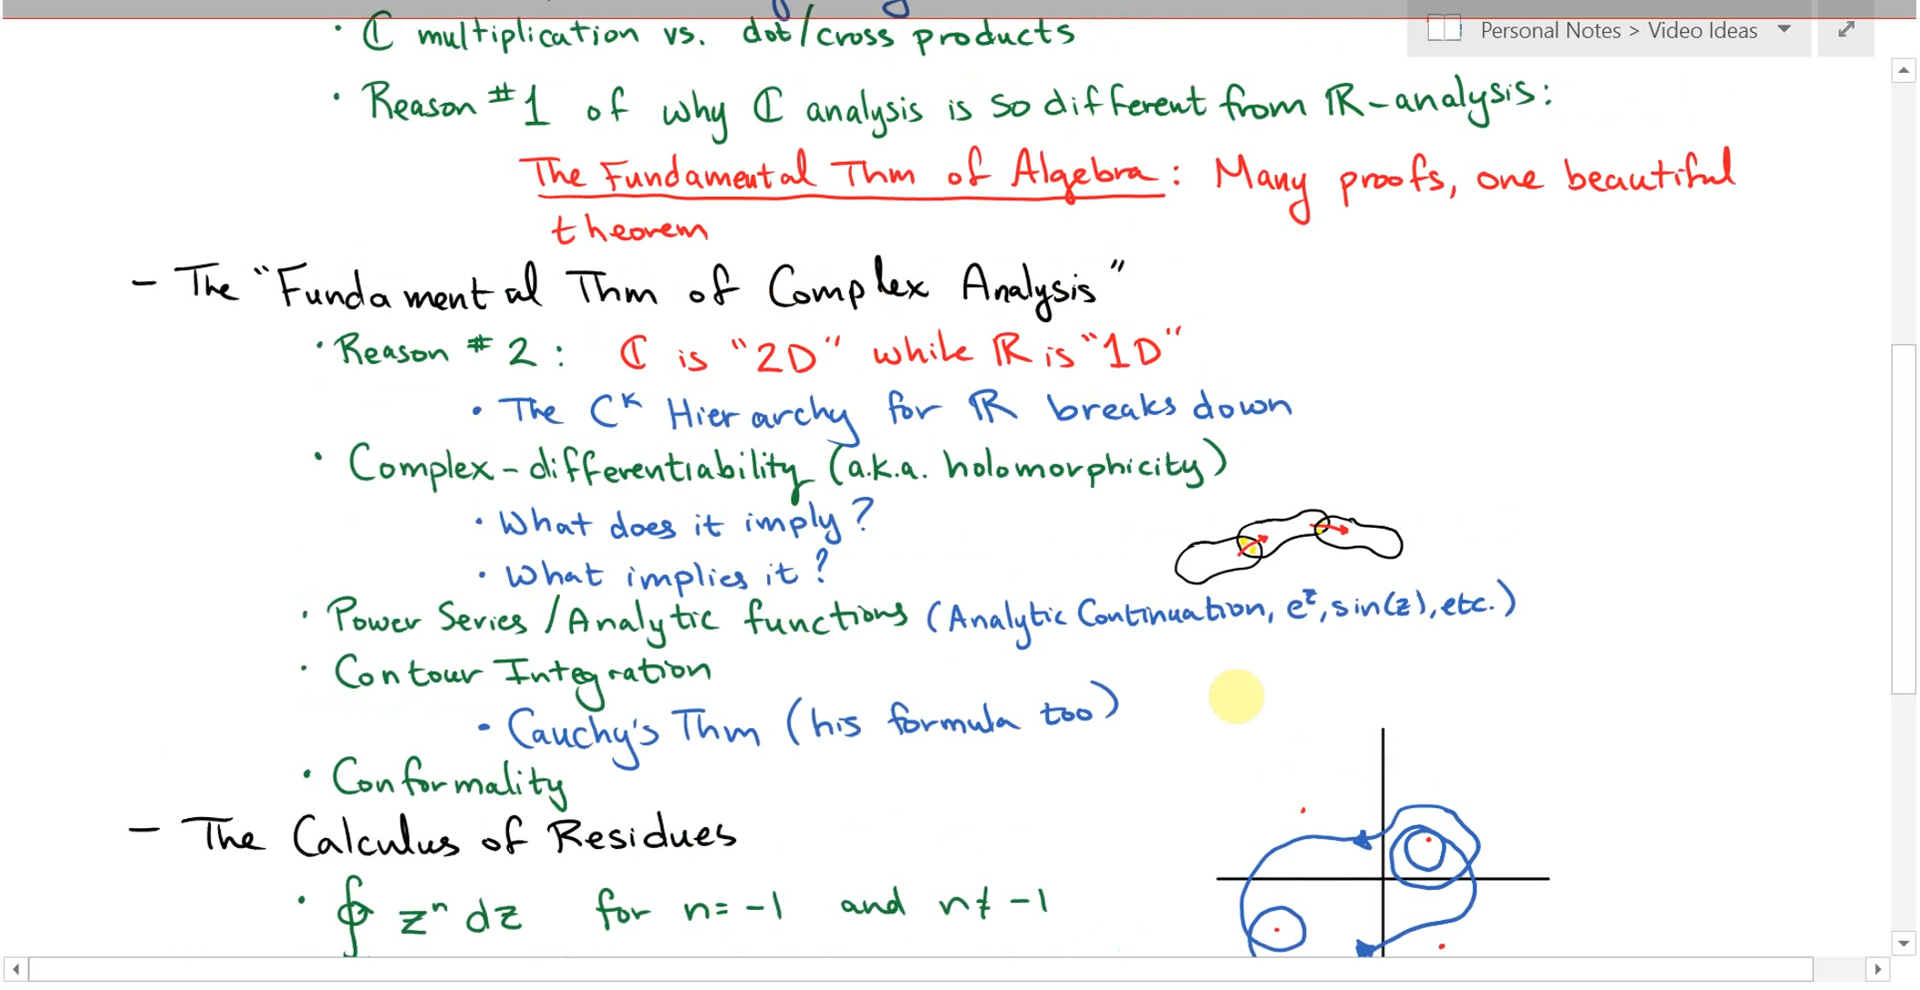 Personal Notes > Video Ideas
· ℂ multiplication vs. dot/cross products
· Reason #1 of why ℂ analysis is so different from ℝ-analysis:
The Fundamental Thm of Algebra: Many proofs, one beautiful
theorem
- The "Fundamental Thm of Complex Analysis"
· Reason # 2: ℂ is "2D" while ℝ is "1D"
· The Cᴷ Hierarchy for ℝ breaks down
· Complex-differentiability (a.k.a. holomorphicity)
· What does it imply?
· What implies it?
· Power Series/Analytic functions (Analytic Continuation, eᶻ, sin(z), etc.)
· Contour Integration
· Cauchy's Thm (his formula too)
· Conformality
- The Calculus of Residues
· ∮ zⁿ dz for n = -1 and n ≠ -1